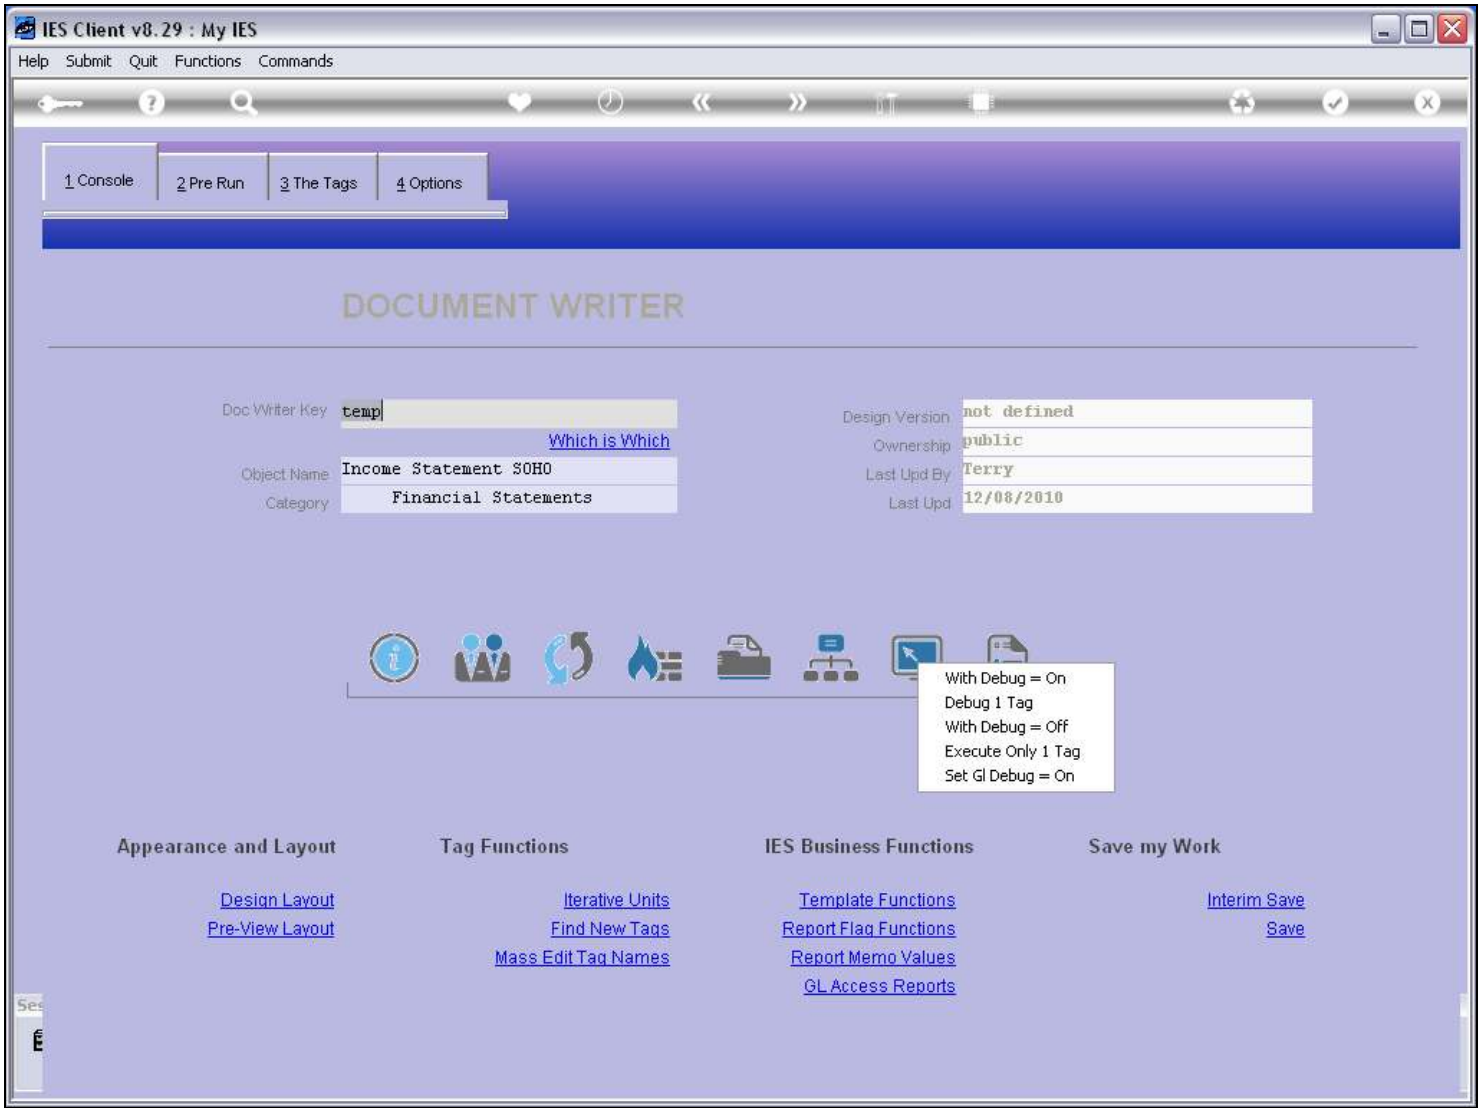 IES Client v8.29 : My IES
Help Submit Quit Functions Commands
1 Console 2 Pre Run 3 The Tags 4 Options
DOCUMENT WRITER
Doc Writer Key temp
Design Version not defined
Which is Which
Ownership public
Object Name Income Statement SOHO
Last Upd By Terry
Category Financial Statements
Last Upd 12/08/2010
With Debug = On
Debug 1 Tag
With Debug = Off
Execute Only 1 Tag
Set Gl Debug = On
Appearance and Layout Tag Functions IES Business Functions Save my Work
Design Layout Iterative Units Template Functions Interim Save
Pre-View Layout Find New Tags Report Flag Functions Save
Mass Edit Tag Names Report Memo Values
GL Access Reports
Ses